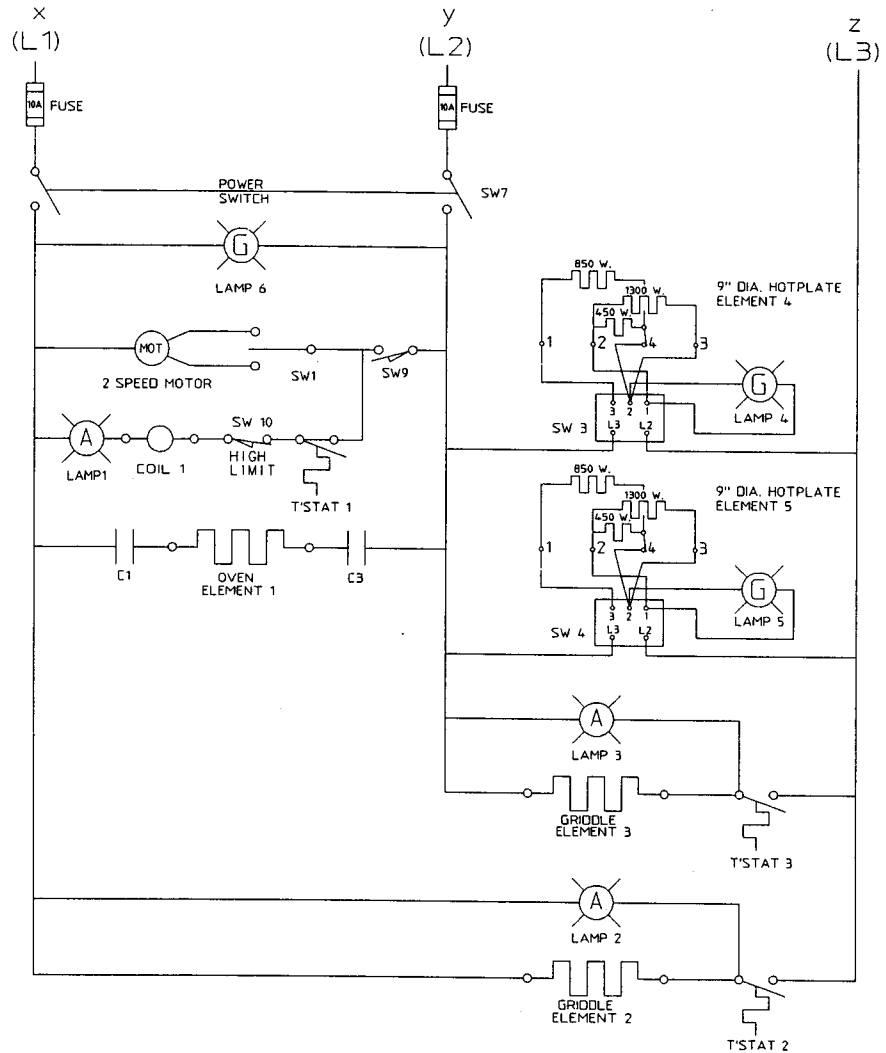 x
(L1)
y
(L2)
z
(L3)
10A FUSE
10A FUSE
POWER
SWITCH
SW7
G
LAMP 6
850 W.
1300 W.
450 W.
9" DIA. HOTPLATE
ELEMENT 4
1
2
4
3
G
LAMP 4
3 2 1
L3 L2
SW 3
MOT
2 SPEED MOTOR
SW1
SW9
A
LAMP1
COIL 1
SW 10
HIGH
LIMIT
T'STAT 1
850 W.
1300 W.
450 W.
9" DIA. HOTPLATE
ELEMENT 5
1
2
4
3
G
LAMP 5
3 2 1
L3 L2
SW 4
C1
OVEN
ELEMENT 1
C3
A
LAMP 3
GRIDDLE
ELEMENT 3
T'STAT 3
A
LAMP 2
GRIDDLE
ELEMENT 2
T'STAT 2